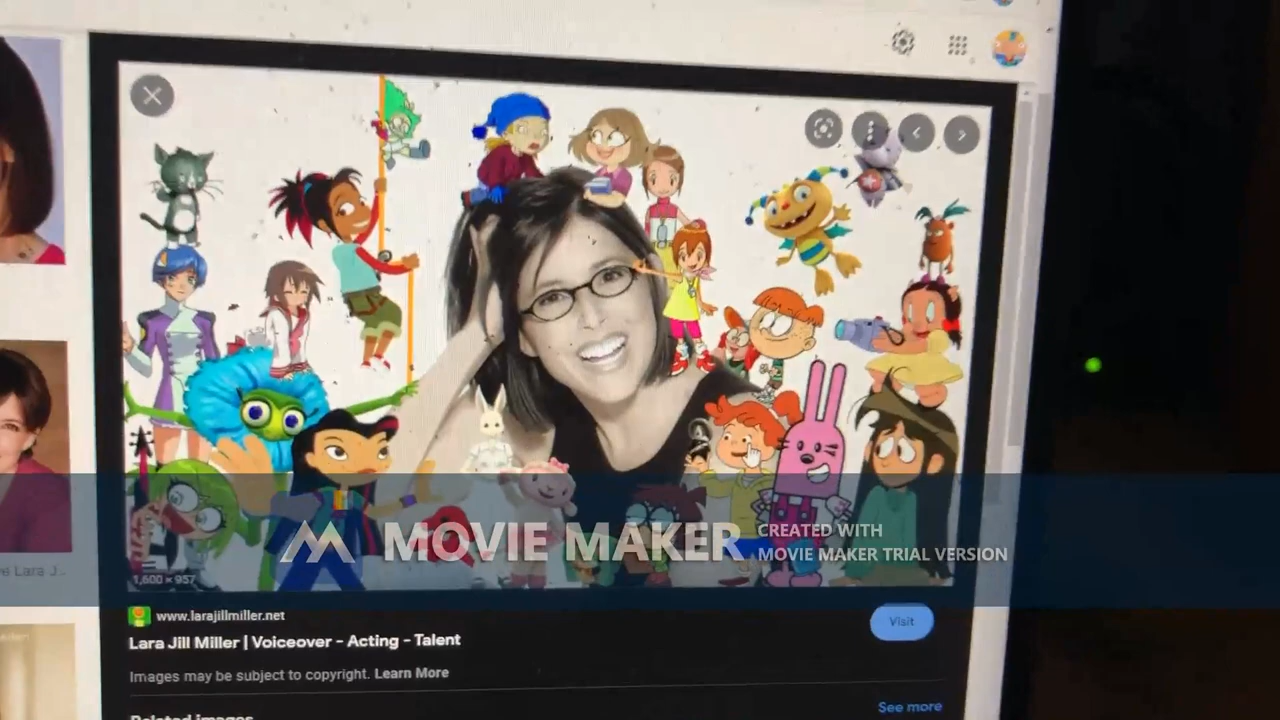 MOVIE MAKER
CREATED WITH
MOVIE MAKER TRIAL VERSION
1,600 × 957
Lara J...
www.larajillmiller.net
Visit
Lara Jill Miller | Voiceover - Acting - Talent
Images may be subject to copyright. Learn More
Related images
See more